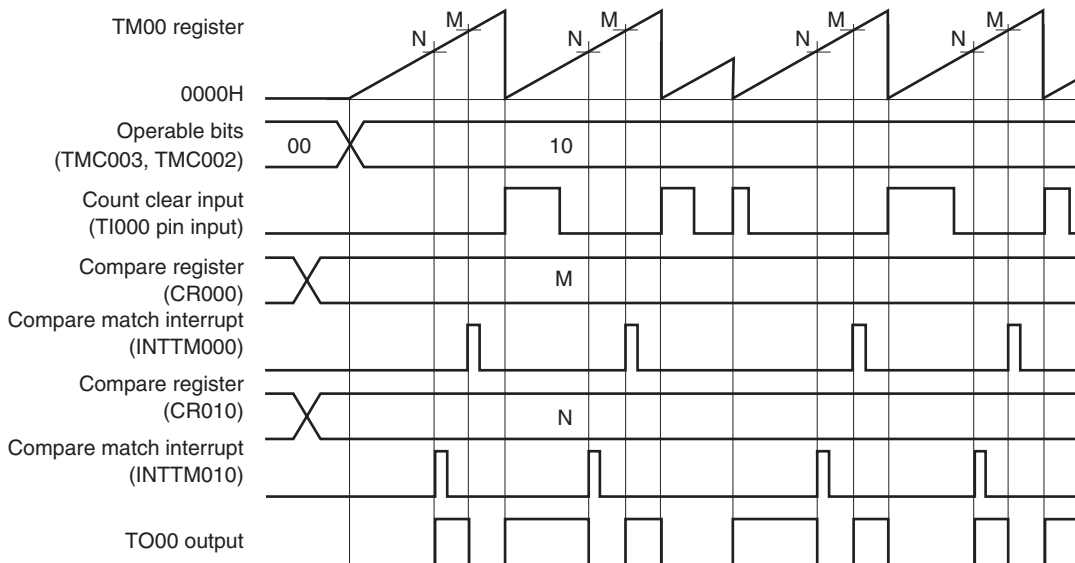 TM00 register
N M N M N M N M
0000H
Operable bits
(TMC003, TMC002)
00 10
Count clear input
(TI000 pin input)
Compare register
(CR000)
M
Compare match interrupt
(INTTM000)
Compare register
(CR010)
N
Compare match interrupt
(INTTM010)
TO00 output